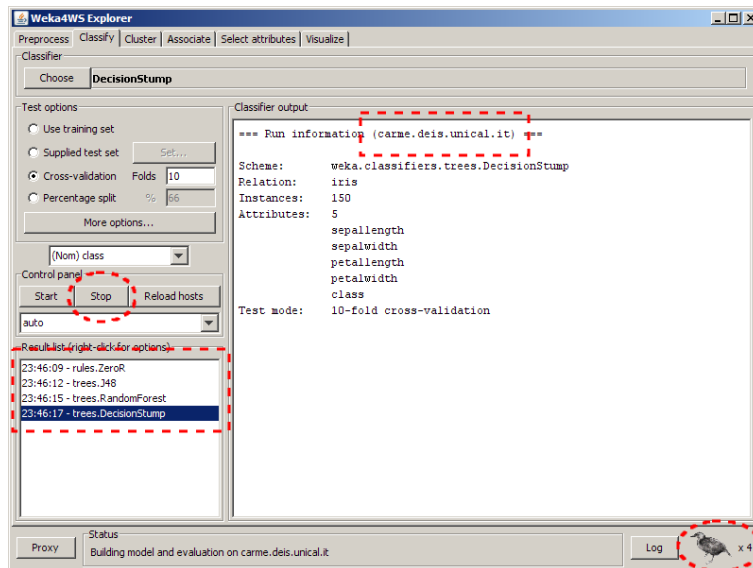 Weka4WS Explorer
Preprocess Classify Cluster Associate Select attributes Visualize
Classifier
Choose DecisionStump
Test options
Use training set
Supplied test set Set...
Cross-validation Folds 10
Percentage split % 66
More options...
(Nom) class
Control panel
Start Stop Reload hosts
auto
Result list (right-click for options)
23:46:09 - rules.ZeroR
23:46:12 - trees.J48
23:46:15 - trees.RandomForest
23:46:17 - trees.DecisionStump
Classifier output
=== Run information (carme.deis.unical.it) ===
Scheme: weka.classifiers.trees.DecisionStump
Relation: iris
Instances: 150
Attributes: 5
sepallength
sepalwidth
petallength
petalwidth
class
Test mode: 10-fold cross-validation
Proxy
Status
Building model and evaluation on carme.deis.unical.it
Log
x 4